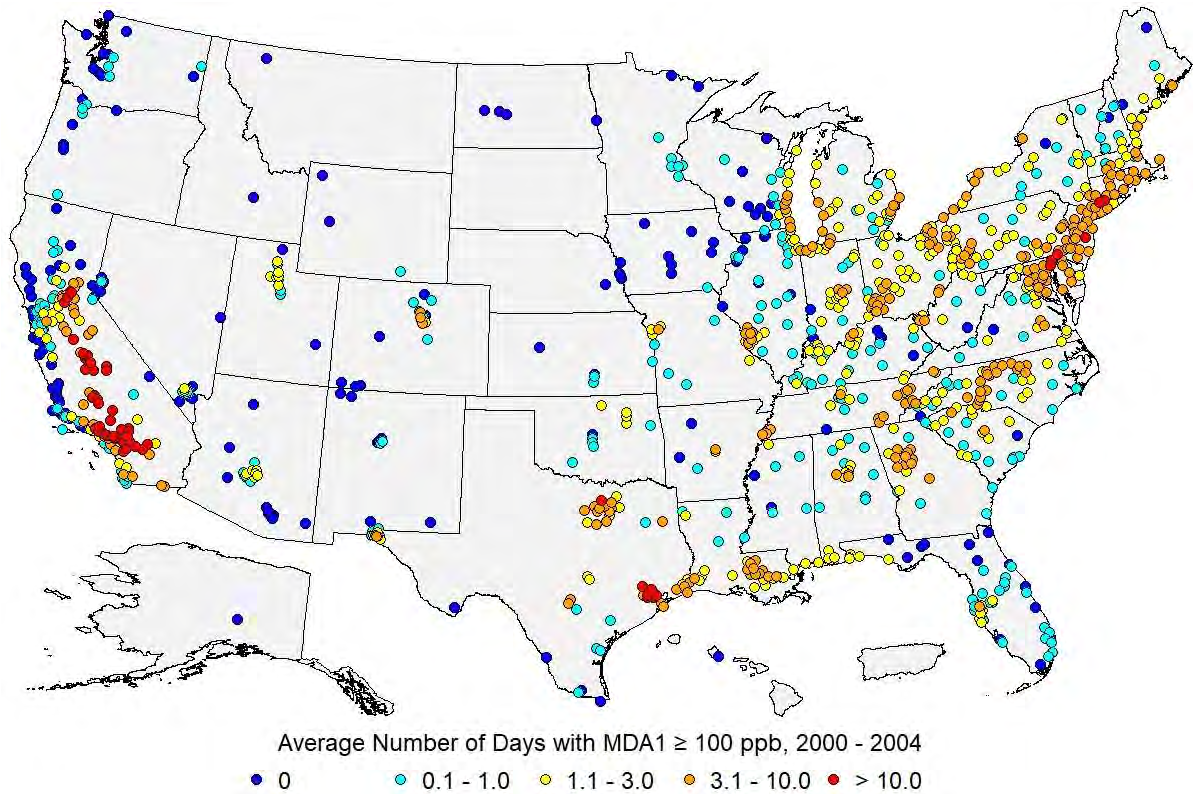 Average Number of Days with MDA1 ≥ 100 ppb, 2000 - 2004
0 0.1 - 1.0 1.1 - 3.0 3.1 - 10.0 > 10.0